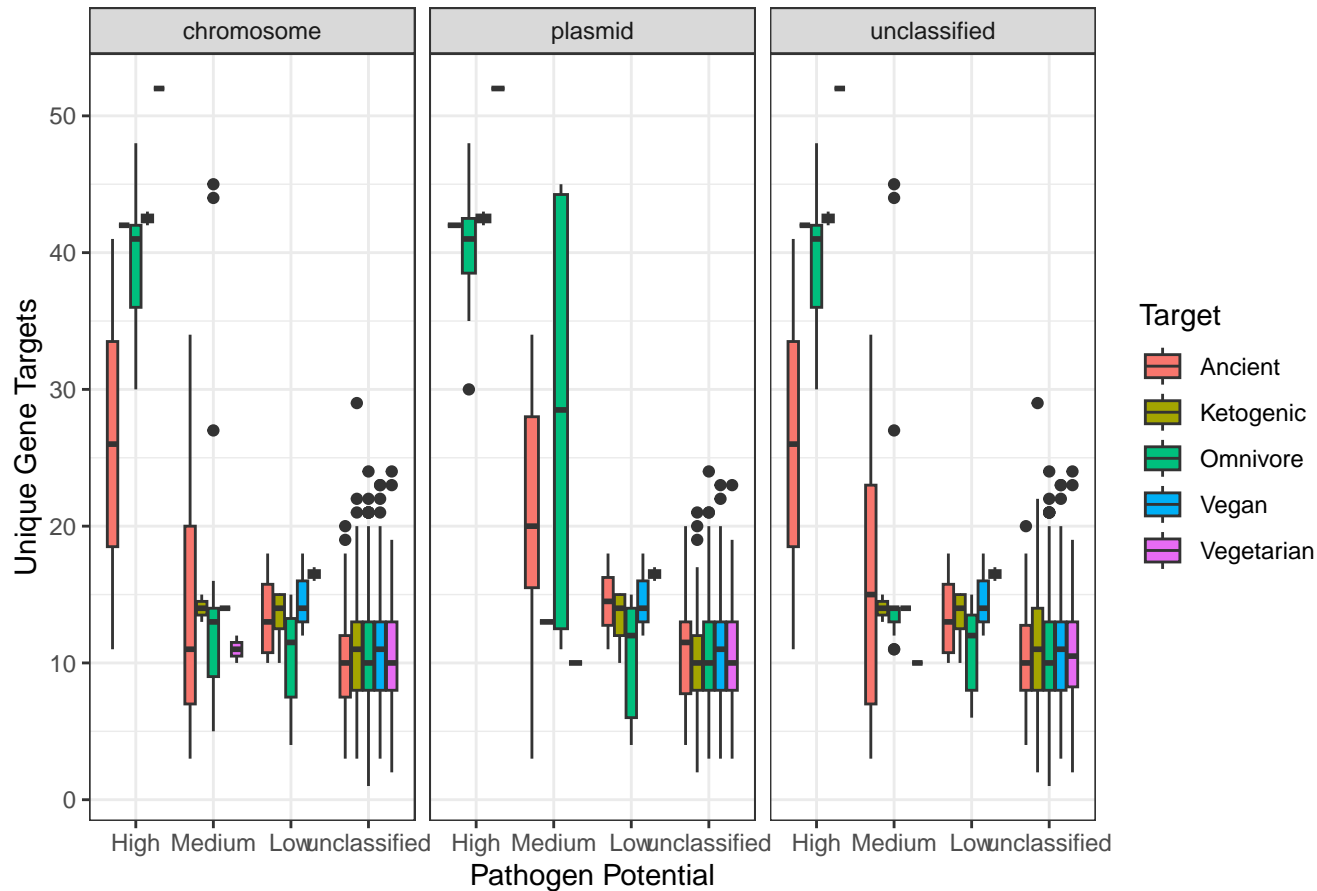 chromosome plasmid unclassified
Unique Gene Targets
50
40
30
20
10
0
High Medium Low unclassified High Medium Low unclassified High Medium Low unclassified
Pathogen Potential
Target
Ancient
Ketogenic
Omnivore
Vegan
Vegetarian